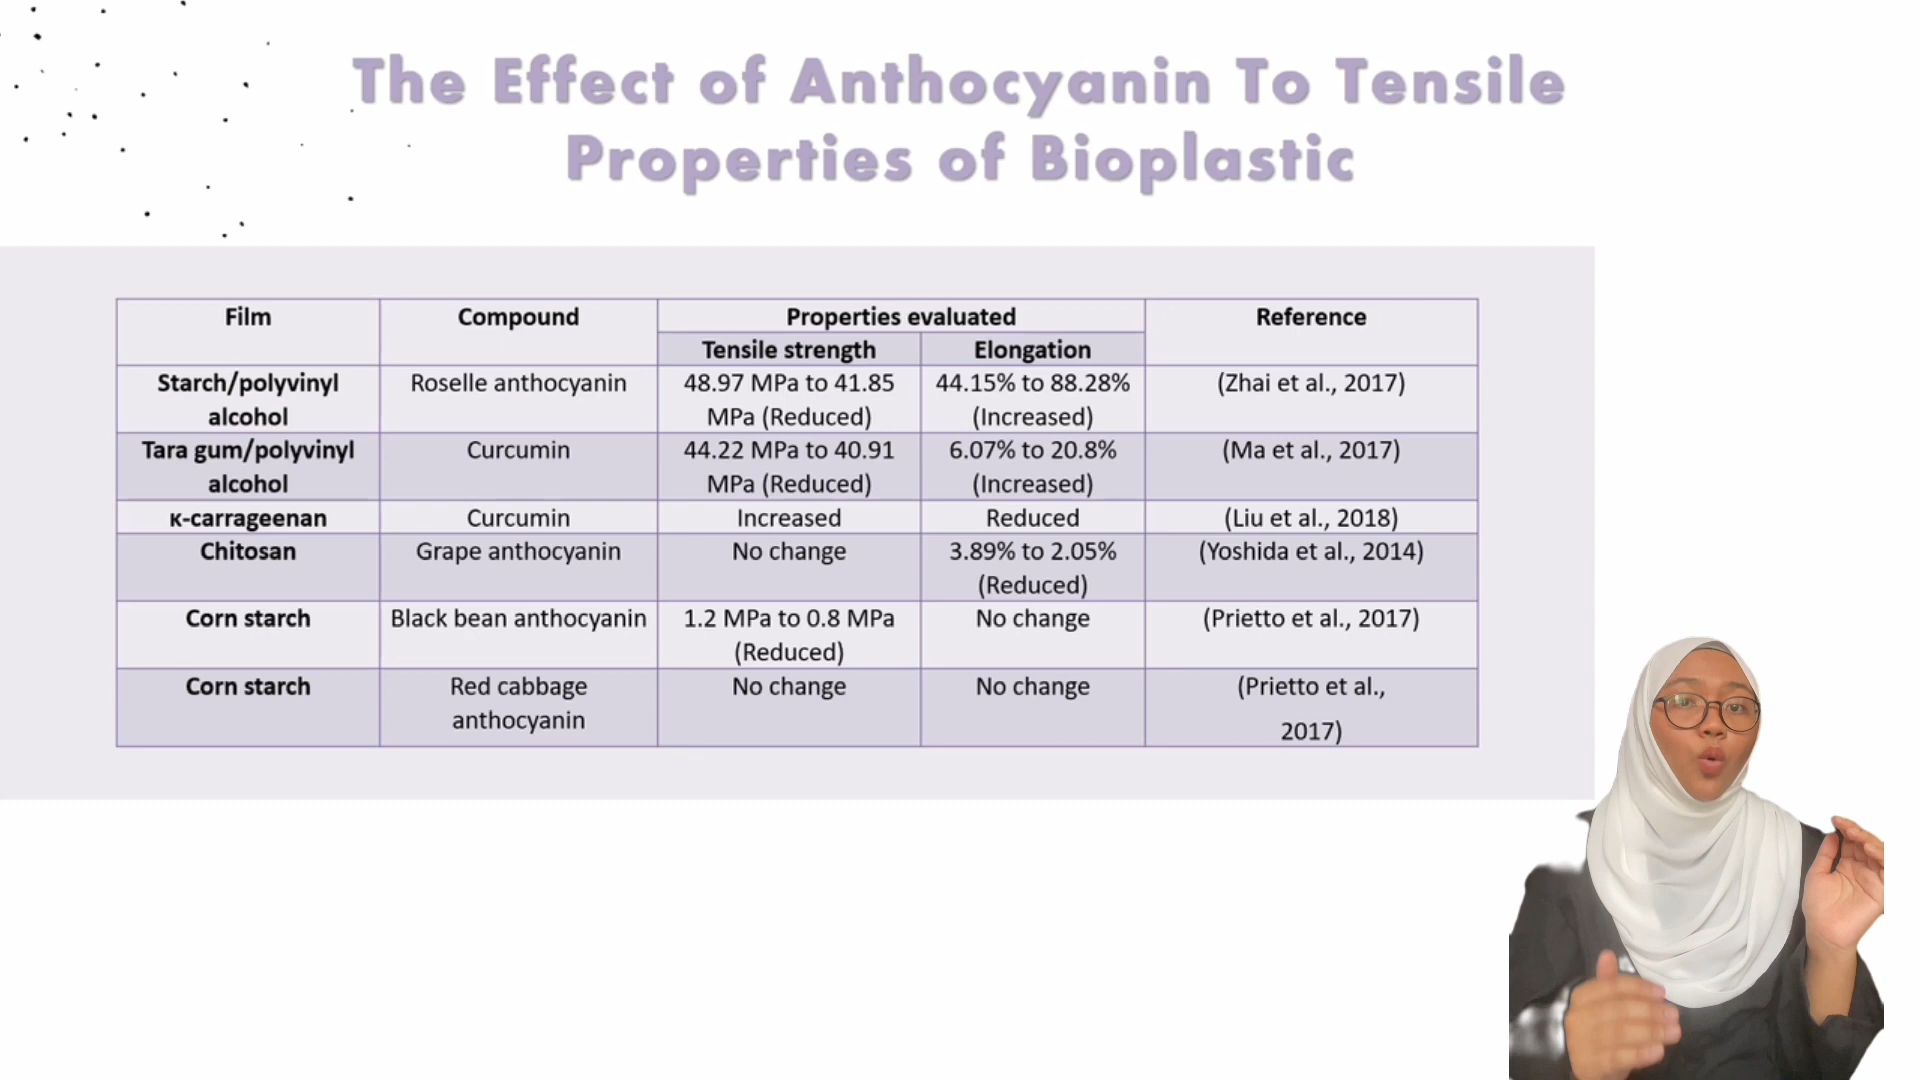 The Effect of Anthocyanin To Tensile
Properties of Bioplastic
Film
Compound
Properties evaluated
Reference
Tensile strength
Elongation
Starch/polyvinyl
alcohol
Roselle anthocyanin
48.97 MPa to 41.85
MPa (Reduced)
44.15% to 88.28%
(Increased)
(Zhai et al., 2017)
Tara gum/polyvinyl
alcohol
Curcumin
44.22 MPa to 40.91
MPa (Reduced)
6.07% to 20.8%
(Increased)
(Ma et al., 2017)
κ-carrageenan
Curcumin
Increased
Reduced
(Liu et al., 2018)
Chitosan
Grape anthocyanin
No change
3.89% to 2.05%
(Reduced)
(Yoshida et al., 2014)
Corn starch
Black bean anthocyanin
1.2 MPa to 0.8 MPa
(Reduced)
No change
(Prietto et al., 2017)
Corn starch
Red cabbage
anthocyanin
No change
No change
(Prietto et al.,
2017)